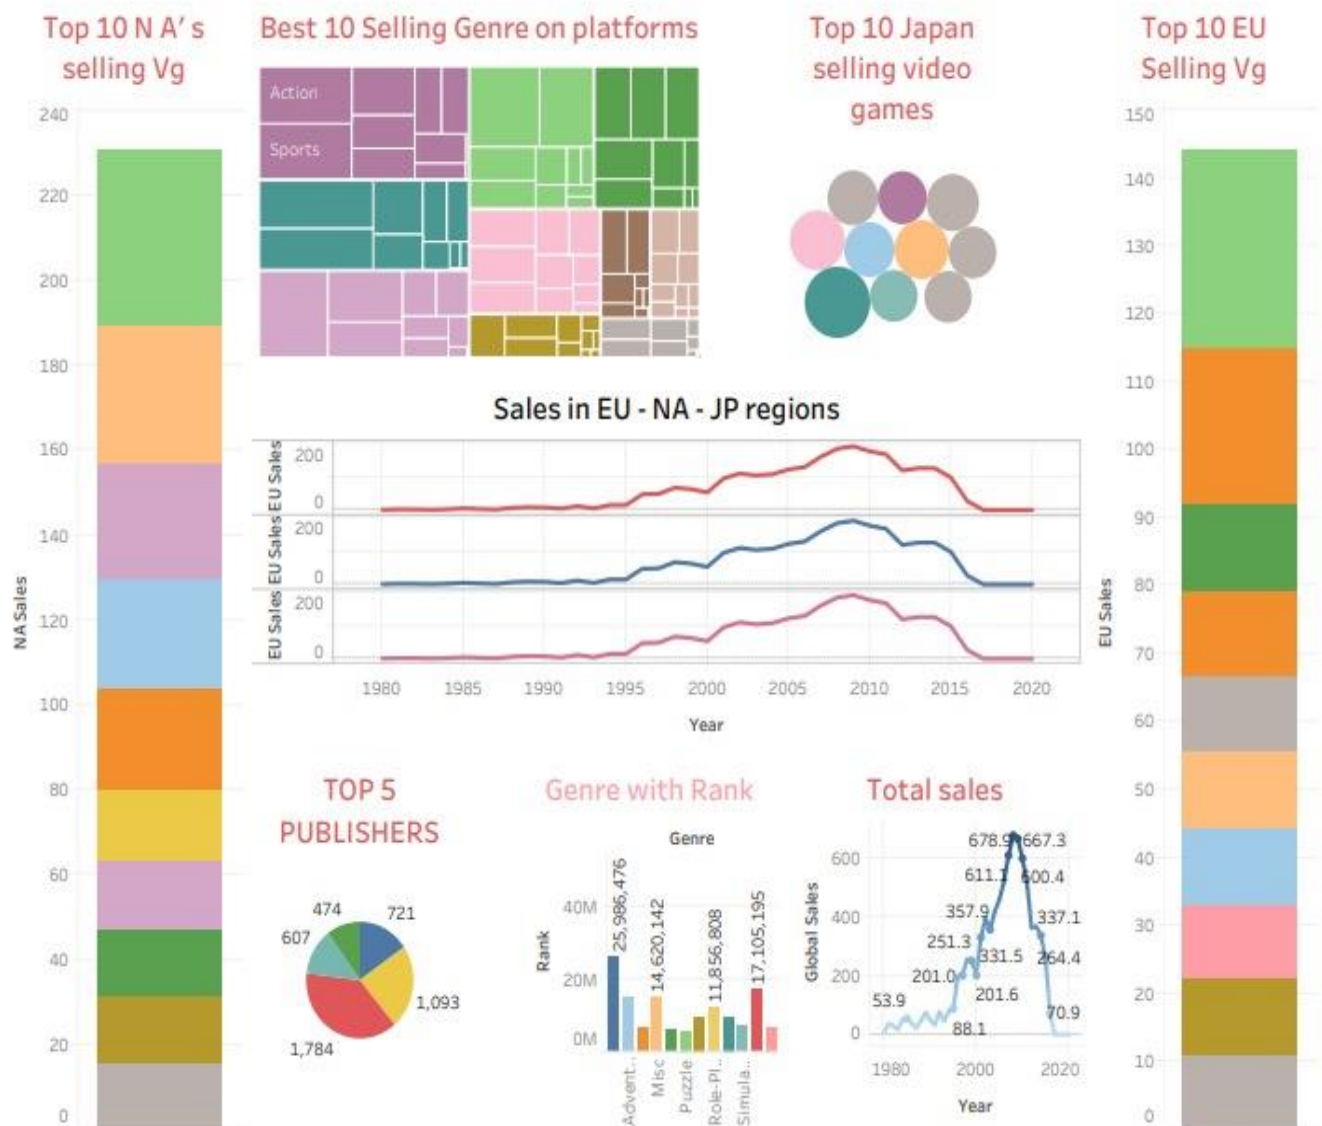 Top 10 N A' s
selling Vg
240
220
200
180
160
140
120
100
80
60
40
20
0
NA Sales
Best 10 Selling Genre on platforms
Action
Sports
Top 10 Japan
selling video
games
Top 10 EU
Selling Vg
150
140
130
120
110
100
90
80
70
60
50
40
30
20
10
0
EU Sales
Sales in EU - NA - JP regions
EU Sales
200
0
EU Sales
200
0
EU Sales
200
0
1980 1985 1990 1995 2000 2005 2010 2015 2020
Year
TOP 5
PUBLISHERS
474
721
607
1,093
1,784
Genre with Rank
Genre
Rank
40M
20M
0M
25,986,476
14,620,142
11,856,808
17,105,195
Advent..
Misc
Puzzle
Role-Pl..
Simula..
Total sales
Global Sales
600
400
200
0
678.9
667.3
611.1
600.4
357.9
337.1
251.3
331.5
264.4
201.0
201.6
53.9
70.9
88.1
1980 2000 2020
Year